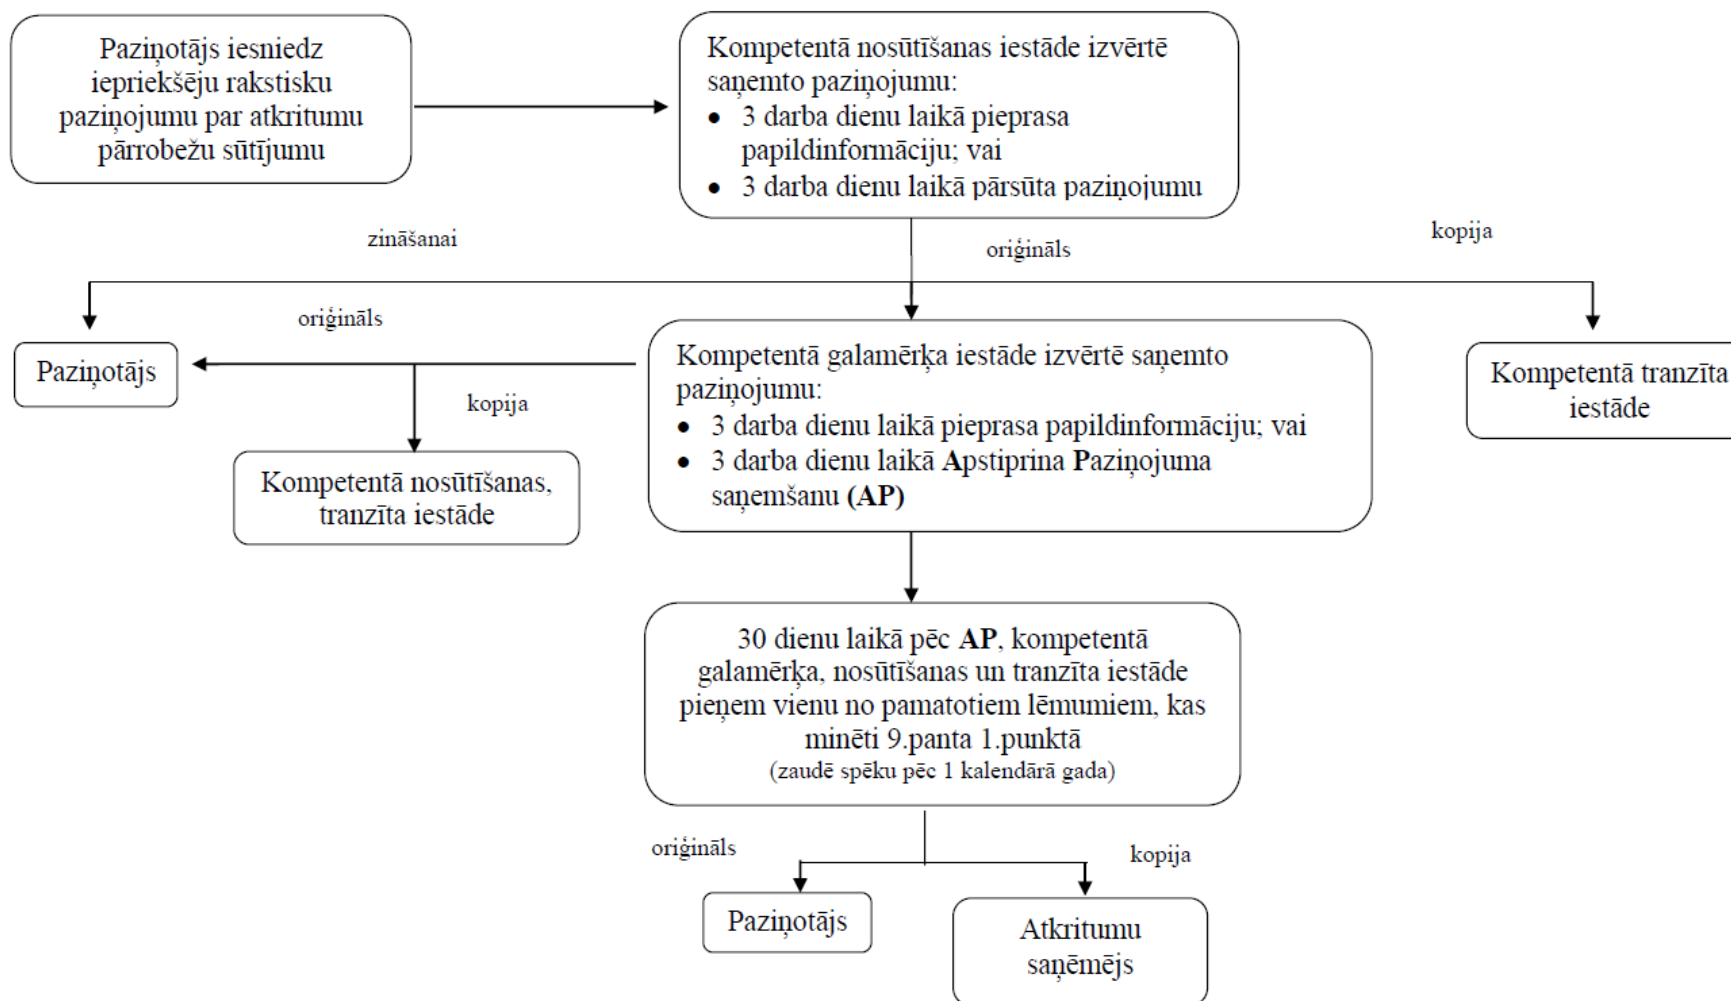 Paziņotājs iesniedz
iepriekšēju rakstisku
paziņojumu par atkritumu
pārrobežu sūtījumu
Kompetentā nosūtīšanas iestāde izvērtē
saņemto paziņojumu:
• 3 darba dienu laikā pieprasa
papildinformāciju; vai
• 3 darba dienu laikā pārsūta paziņojumu
zināšanai
oriģināls
kopija
oriģināls
Paziņotājs
kopija
Kompetentā nosūtīšanas,
tranzīta iestāde
Kompetentā galamērķa iestāde izvērtē saņemto
paziņojumu:
• 3 darba dienu laikā pieprasa papildinformāciju; vai
• 3 darba dienu laikā Apstiprina Paziņojuma
saņemšanu (AP)
Kompetentā tranzīta
iestāde
30 dienu laikā pēc AP, kompetentā
galamērķa, nosūtīšanas un tranzīta iestāde
pieņem vienu no pamatotiem lēmumiem, kas
minēti 9.panta 1.punktā
(zaudē spēku pēc 1 kalendārā gada)
oriģināls
kopija
Paziņotājs
Atkritumu
saņēmējs